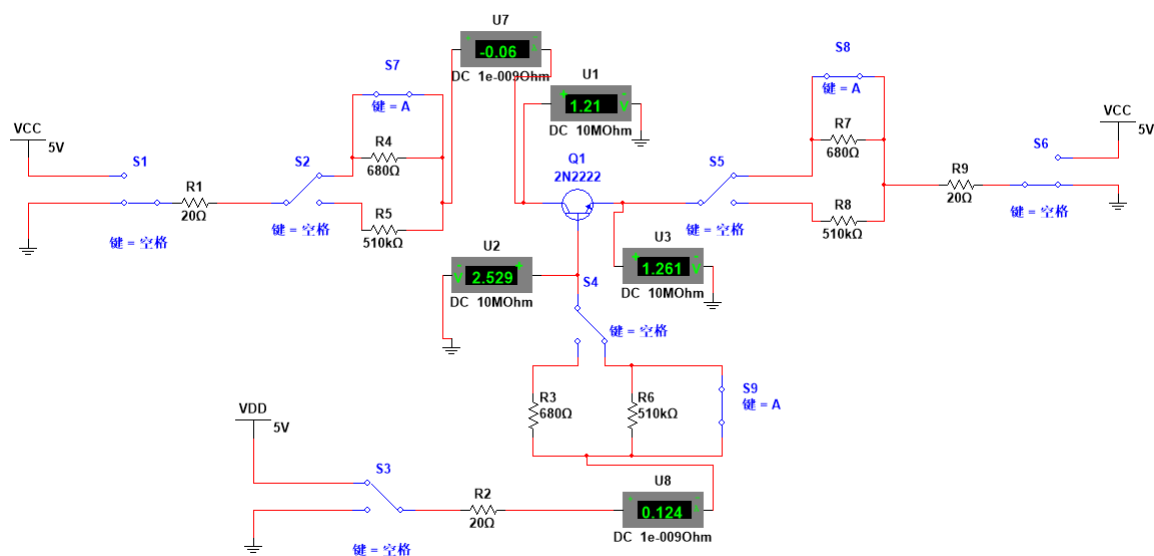 U7
-0.06
DC 1e-009Ohm
S7
键 = A
U1
1.21
V
DC 10MOhm
S8
键 = A
VCC
5V
S1
键 = 空格
R1
20Ω
S2
键 = 空格
R4
680Ω
R5
510kΩ
Q1
2N2222
S5
键 = 空格
R7
680Ω
R8
510kΩ
R9
20Ω
S6
键 = 空格
VCC
5V
U2
V
2.529
DC 10MOhm
U3
1.261
V
DC 10MOhm
S4
键 = 空格
R3
680Ω
R6
510kΩ
S9
键 = A
VDD
5V
S3
键 = 空格
R2
20Ω
U8
0.124
DC 1e-009Ohm